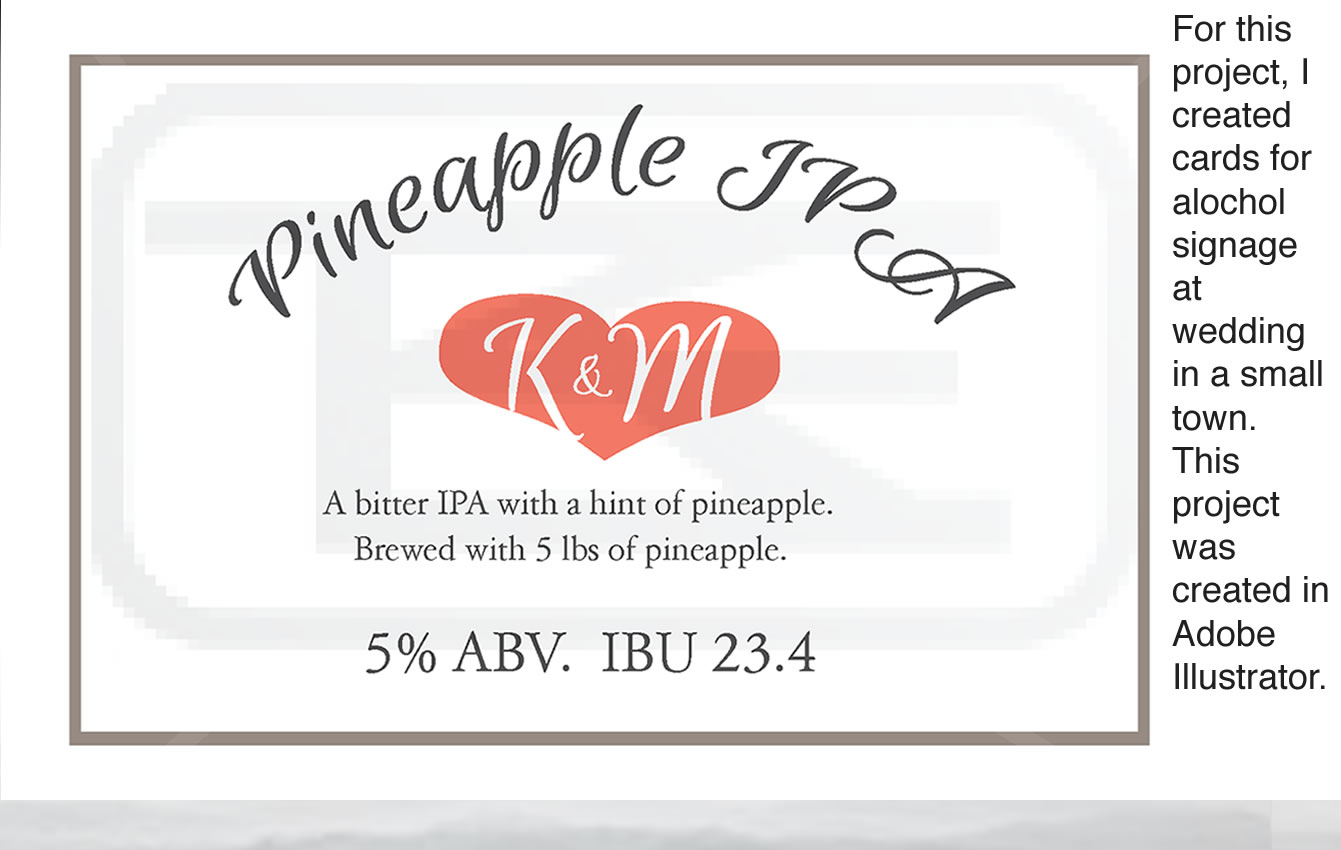 Pineapple IPA
K & M
A bitter IPA with a hint of pineapple.
Brewed with 5 lbs of pineapple.
5% ABV.  IBU 23.4
For this
project, I
created
cards for
alochol
signage
at
wedding
in a small
town.
This
project
was
created in
Adobe
Illustrator.